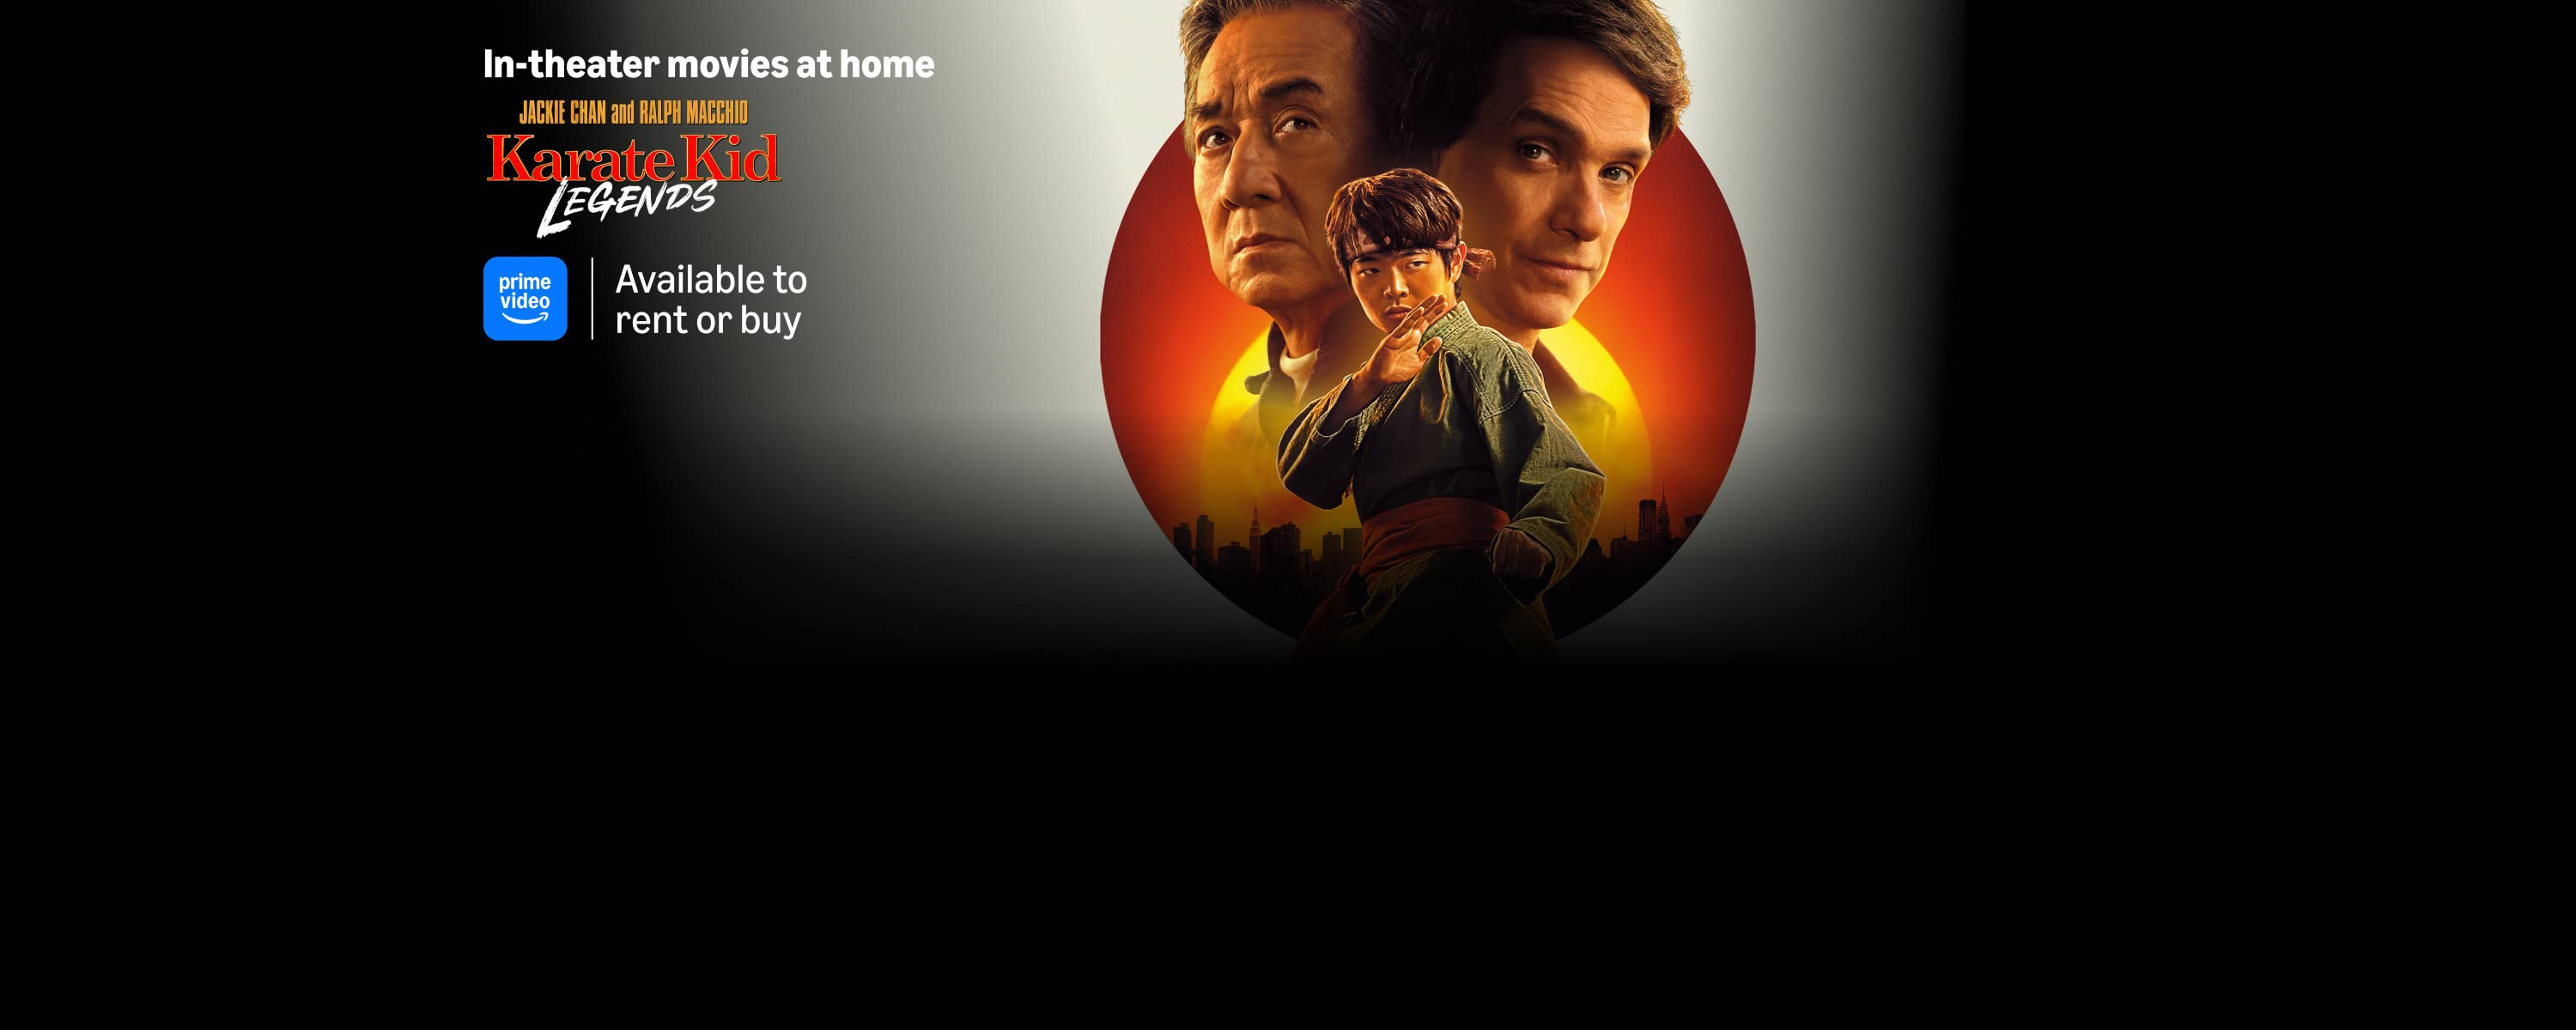 In-theater movies at home
JACKIE CHAN and RALPH MACCHIO
Karate Kid
LEGENDS
prime
video
Available to
rent or buy